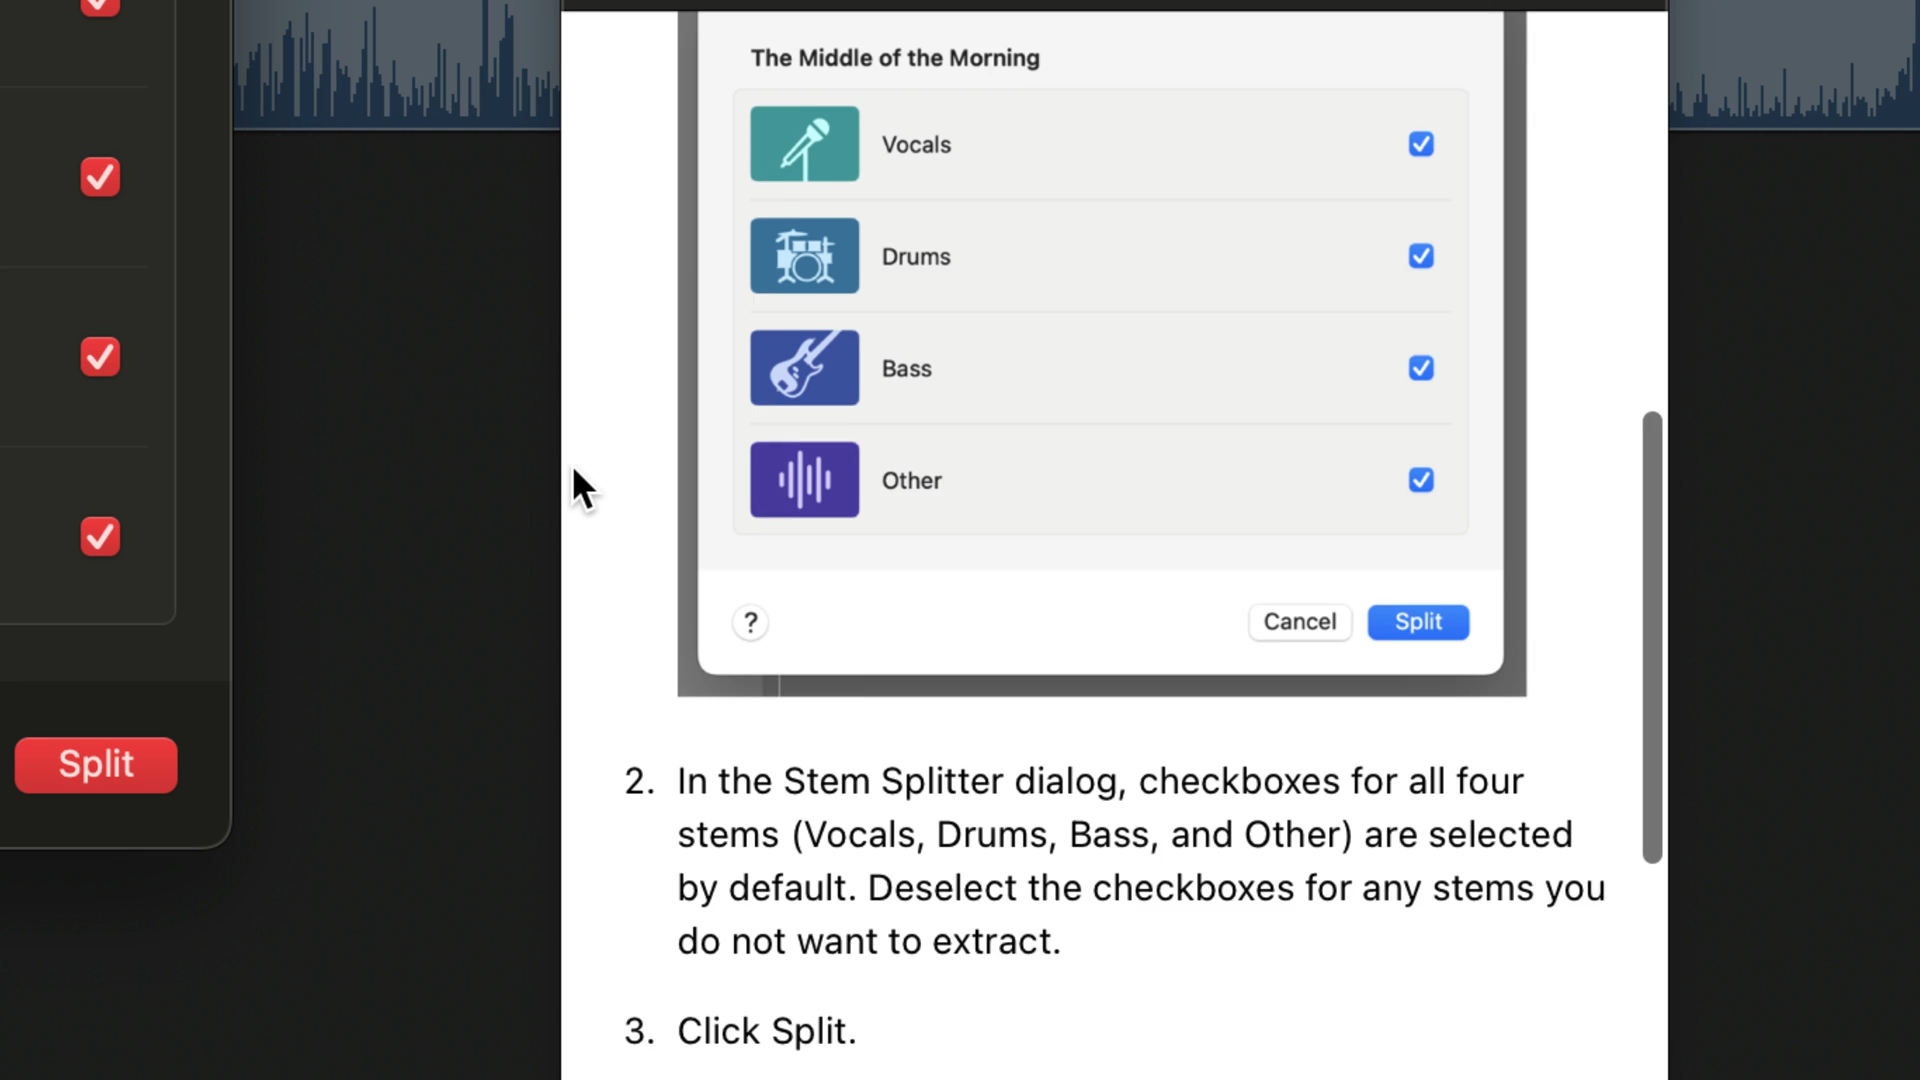 The Middle of the Morning
Vocals
Drums
Bass
Other
?
Cancel
Split
Split
2. In the Stem Splitter dialog, checkboxes for all four
stems (Vocals, Drums, Bass, and Other) are selected
by default. Deselect the checkboxes for any stems you
do not want to extract.
3. Click Split.